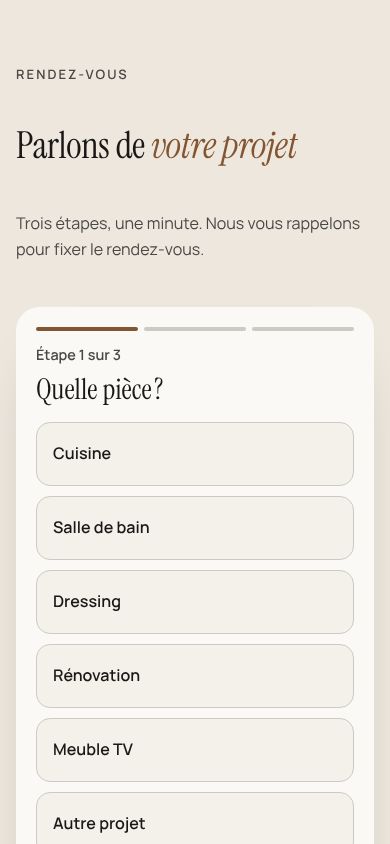 RENDEZ-VOUS
Parlons de votre projet
Trois étapes, une minute. Nous vous rappelons
pour fixer le rendez-vous.
Étape 1 sur 3
Quelle pièce ?
Cuisine
Salle de bain
Dressing
Rénovation
Meuble TV
Autre projet